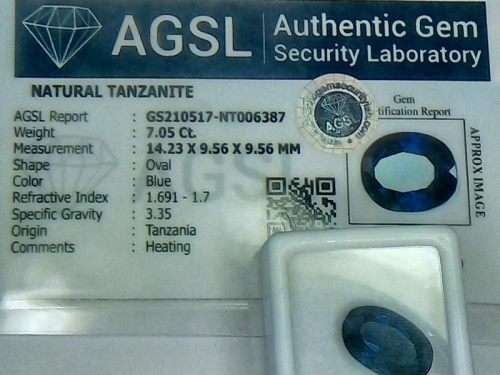 AGSL
Authentic Gem
Security Laboratory
NATURAL TANZANITE
AGSL Report : GS210517-NT006387
Weight : 7.05 Ct.
Measurement : 14.23 X 9.56 X 9.56 MM
Shape : Oval
Color : Blue
Refractive Index : 1.691 - 1.7
Specific Gravity : 3.35
Origin : Tanzania
Comments : Heating
AGS
Gem
tification Report
APPROX IMAGE